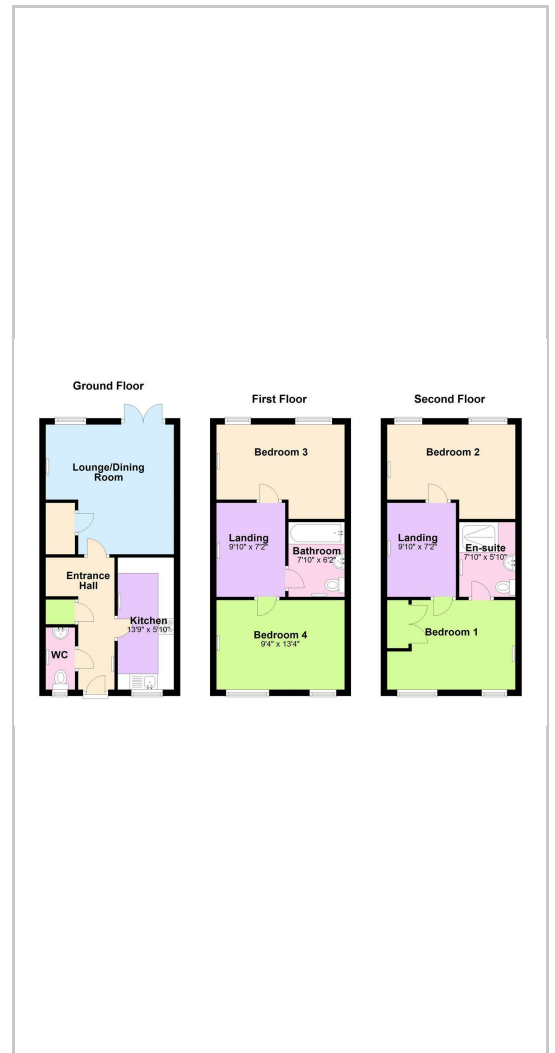 Ground Floor
Lounge/Dining
Room
Entrance
Hall
Kitchen
13'9" x 5'10"
WC
First Floor
Bedroom 3
Landing
9'10" x 7'2"
Bathroom
7'10" x 6'2"
Bedroom 4
9'4" x 13'4"
Second Floor
Bedroom 2
Landing
9'10" x 7'2"
En-suite
7'10" x 5'10"
Bedroom 1